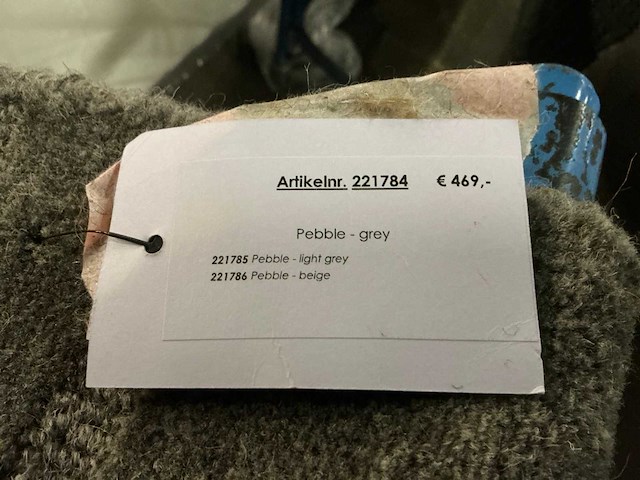 Artikelnr. 221784 € 469,-
Pebble - grey
221785 Pebble - light grey
221786 Pebble - beige